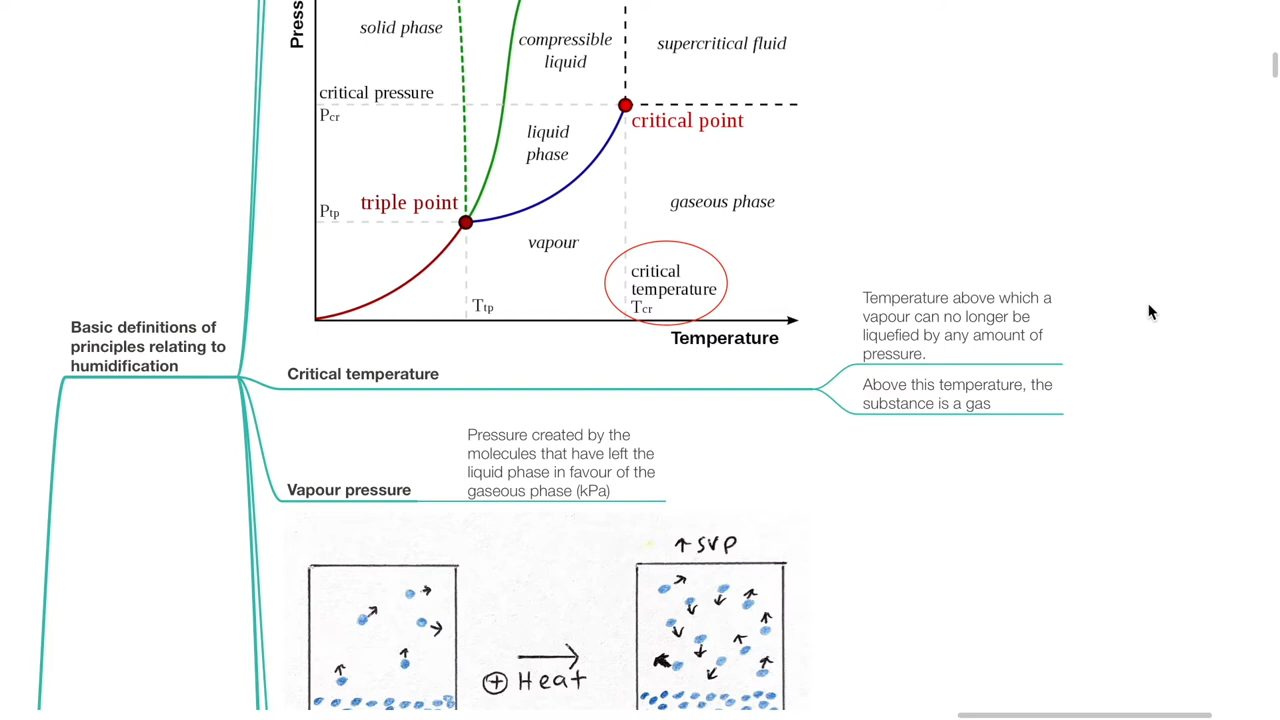 Press
solid phase
compressible
liquid
supercritical fluid
critical pressure
Pcr
critical point
liquid
phase
triple point
Ptp
gaseous phase
vapour
critical
temperature
Tcr
Ttp
Temperature
Basic definitions of
principles relating to
humidification
Critical temperature
Temperature above which a
vapour can no longer be
liquefied by any amount of
pressure.
Above this temperature, the
substance is a gas
Vapour pressure
Pressure created by the
molecules that have left the
liquid phase in favour of the
gaseous phase (kPa)
↑ SVP
+ Heat